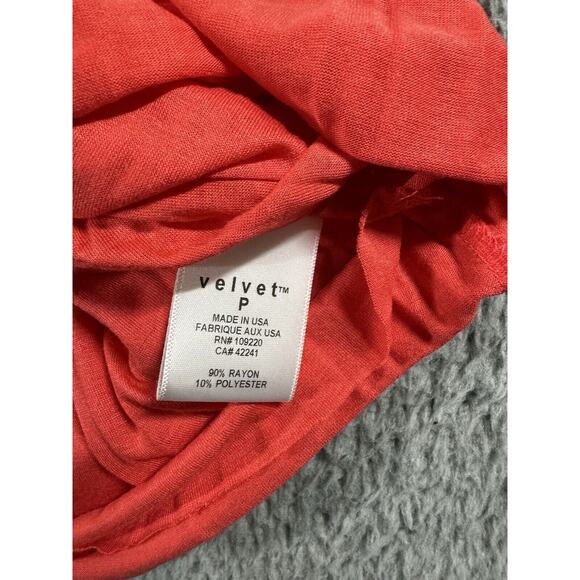 velvet™
P
MADE IN USA
FABRIQUE AUX USA
RN# 109220
CA# 42241
90% RAYON
10% POLYESTER